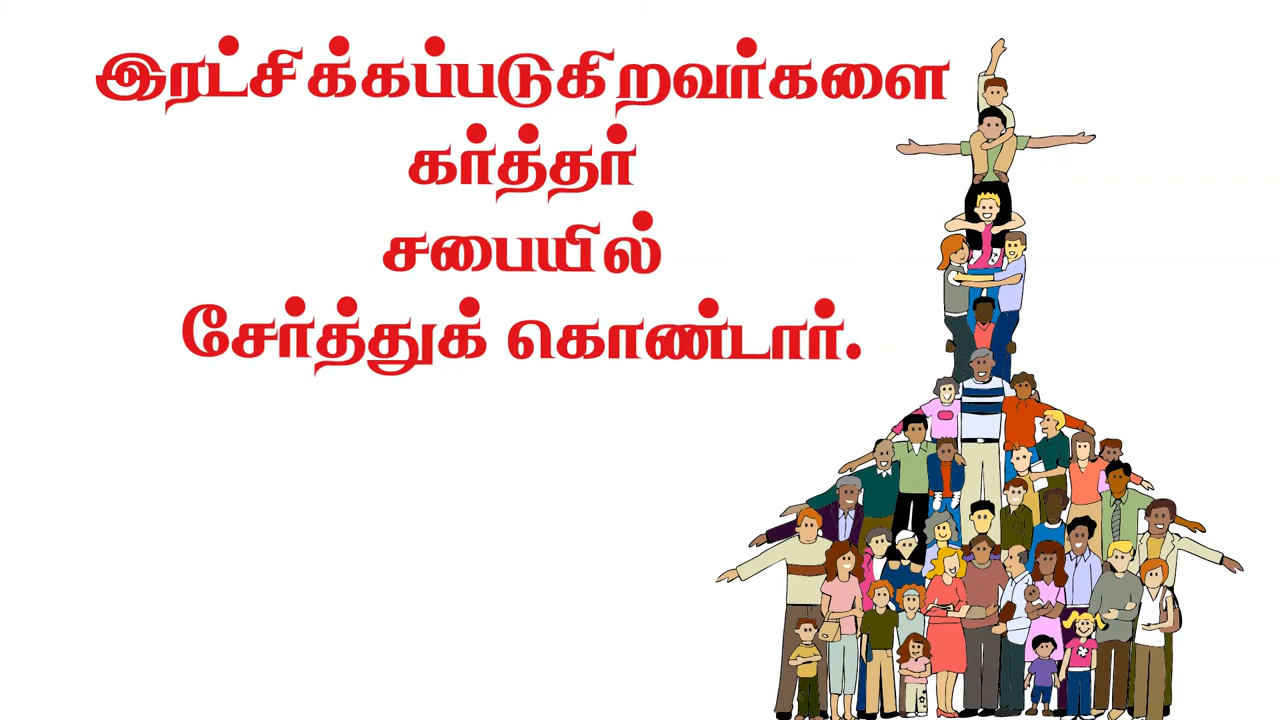 இரட்சிக்கப்படுகிறவர்களை
கர்த்தர்
சபையில்
சேர்த்துக் கொண்டார்.